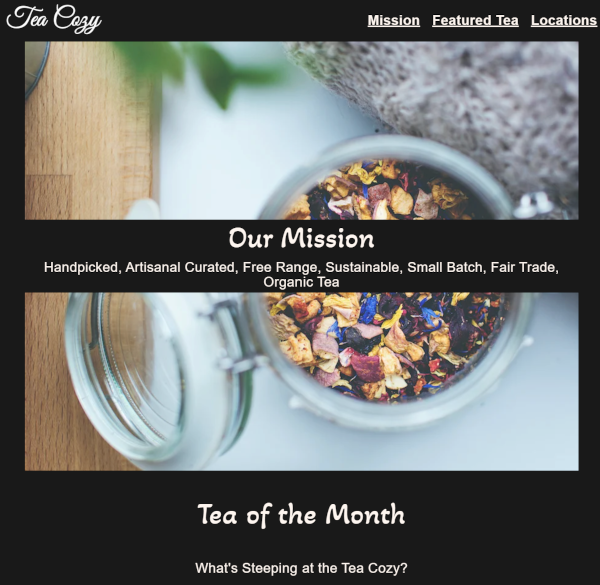 Tea Cozy
Mission Featured Tea Locations
Our Mission
Handpicked, Artisanal Curated, Free Range, Sustainable, Small Batch, Fair Trade,
Organic Tea
Tea of the Month
What's Steeping at the Tea Cozy?